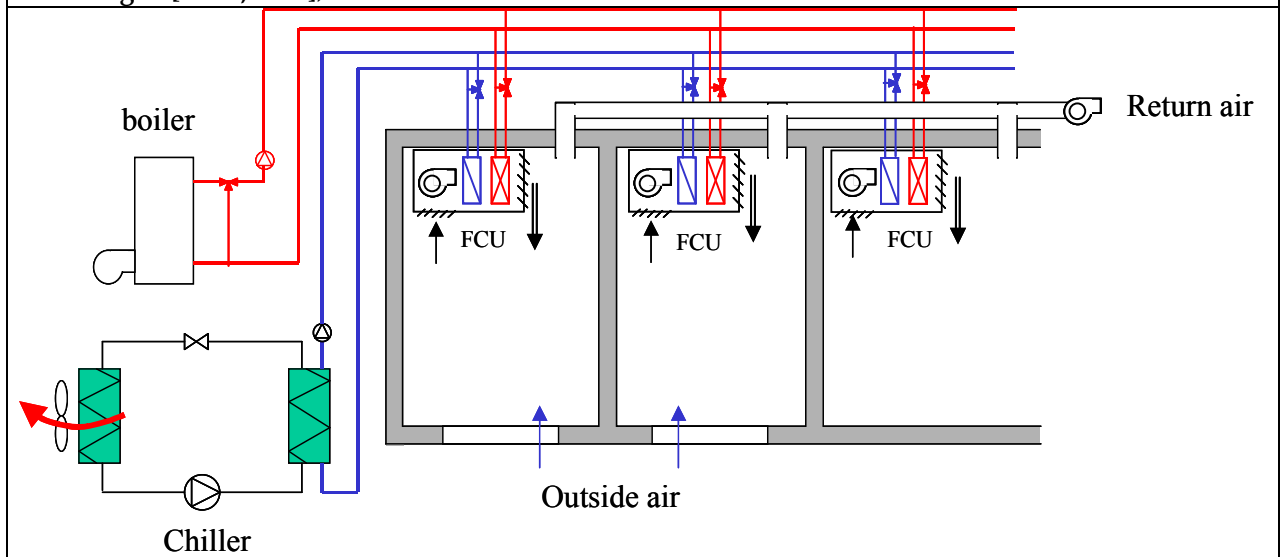 boiler
Return air
FCU
FCU
FCU
Outside air
Chiller